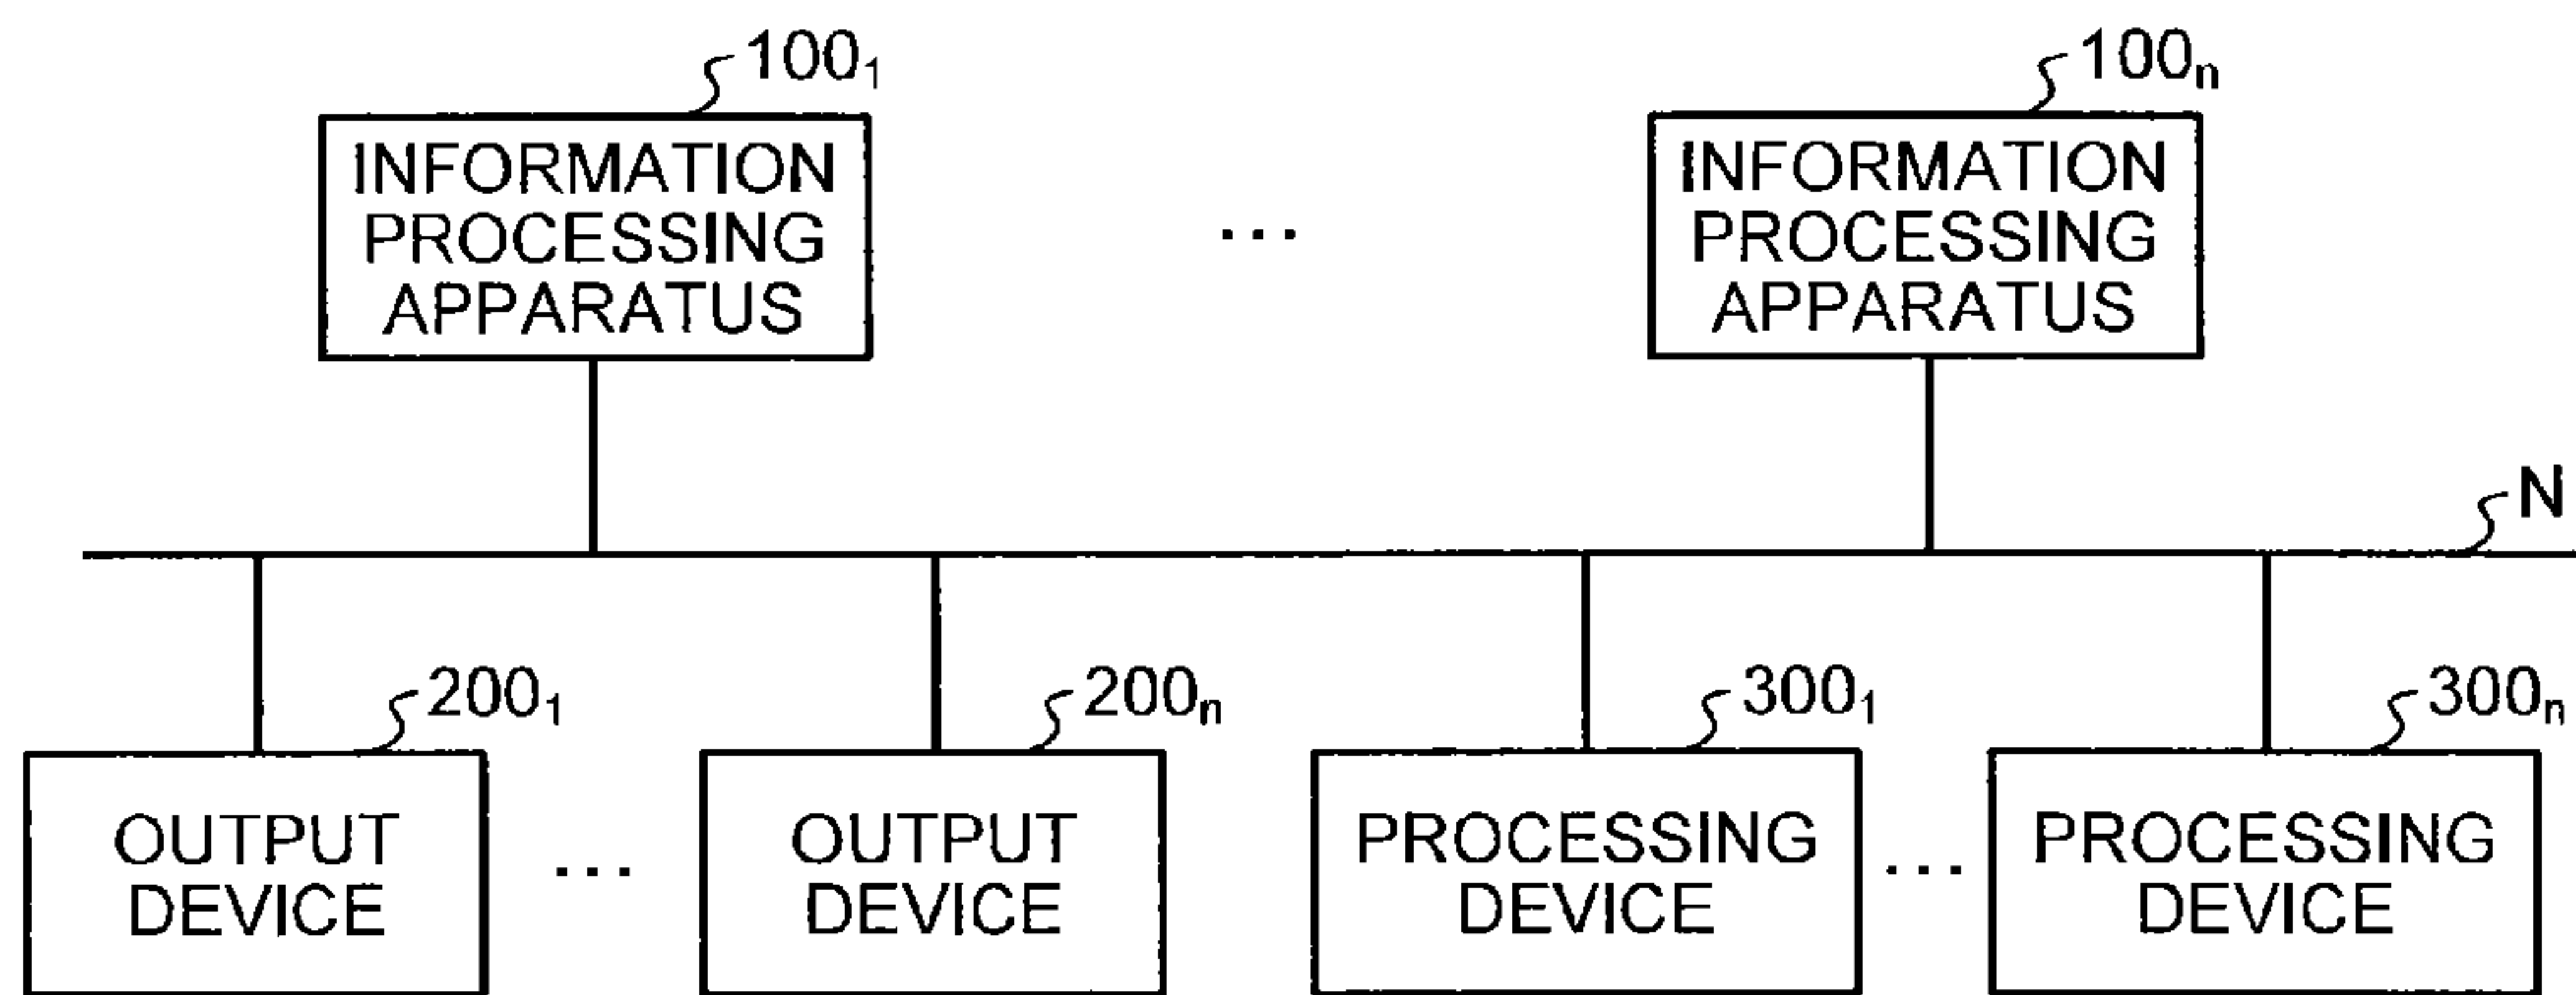 100₁
INFORMATION
PROCESSING
APPARATUS
...
100ₙ
INFORMATION
PROCESSING
APPARATUS
N
200₁
OUTPUT
DEVICE
...
200ₙ
OUTPUT
DEVICE
300₁
PROCESSING
DEVICE
...
300ₙ
PROCESSING
DEVICE